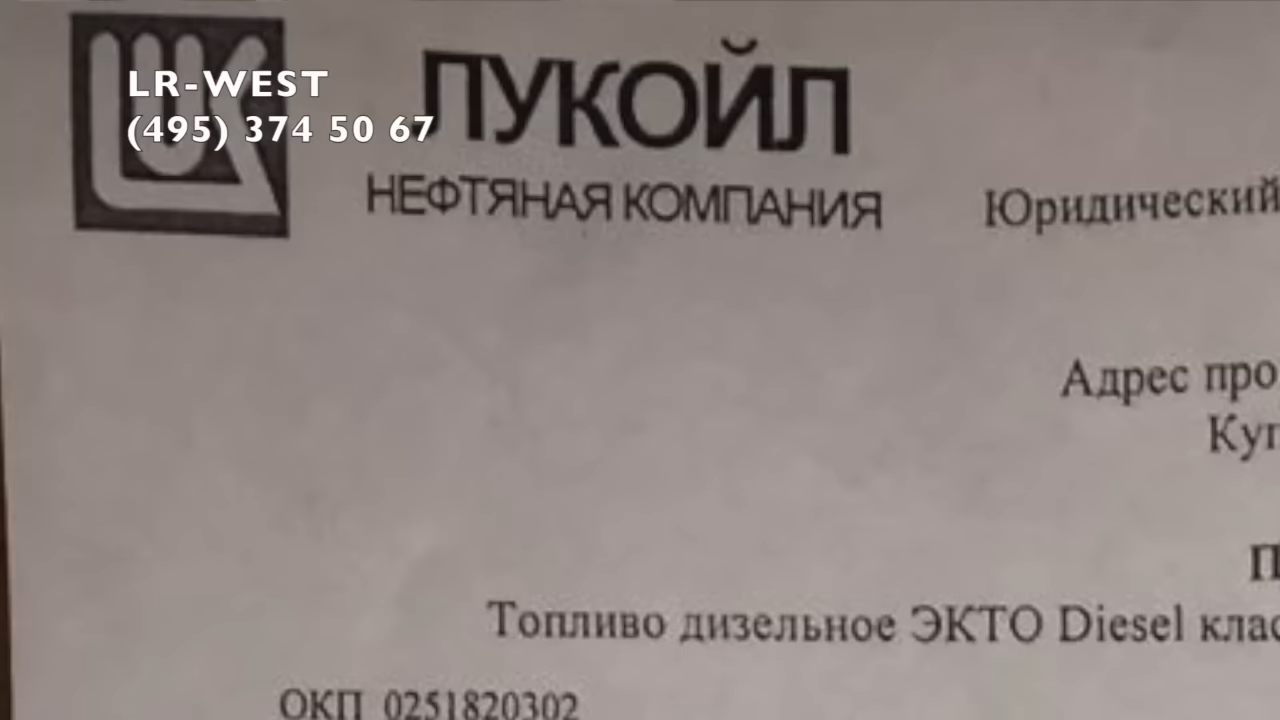 LR-WEST
(495) 374 50 67
ЛУКОЙЛ
НЕФТЯНАЯ КОМПАНИЯ
Юридический
Адрес про
Куп
П
Топливо дизельное ЭКТО Diesel клас
ОКП 0251820302